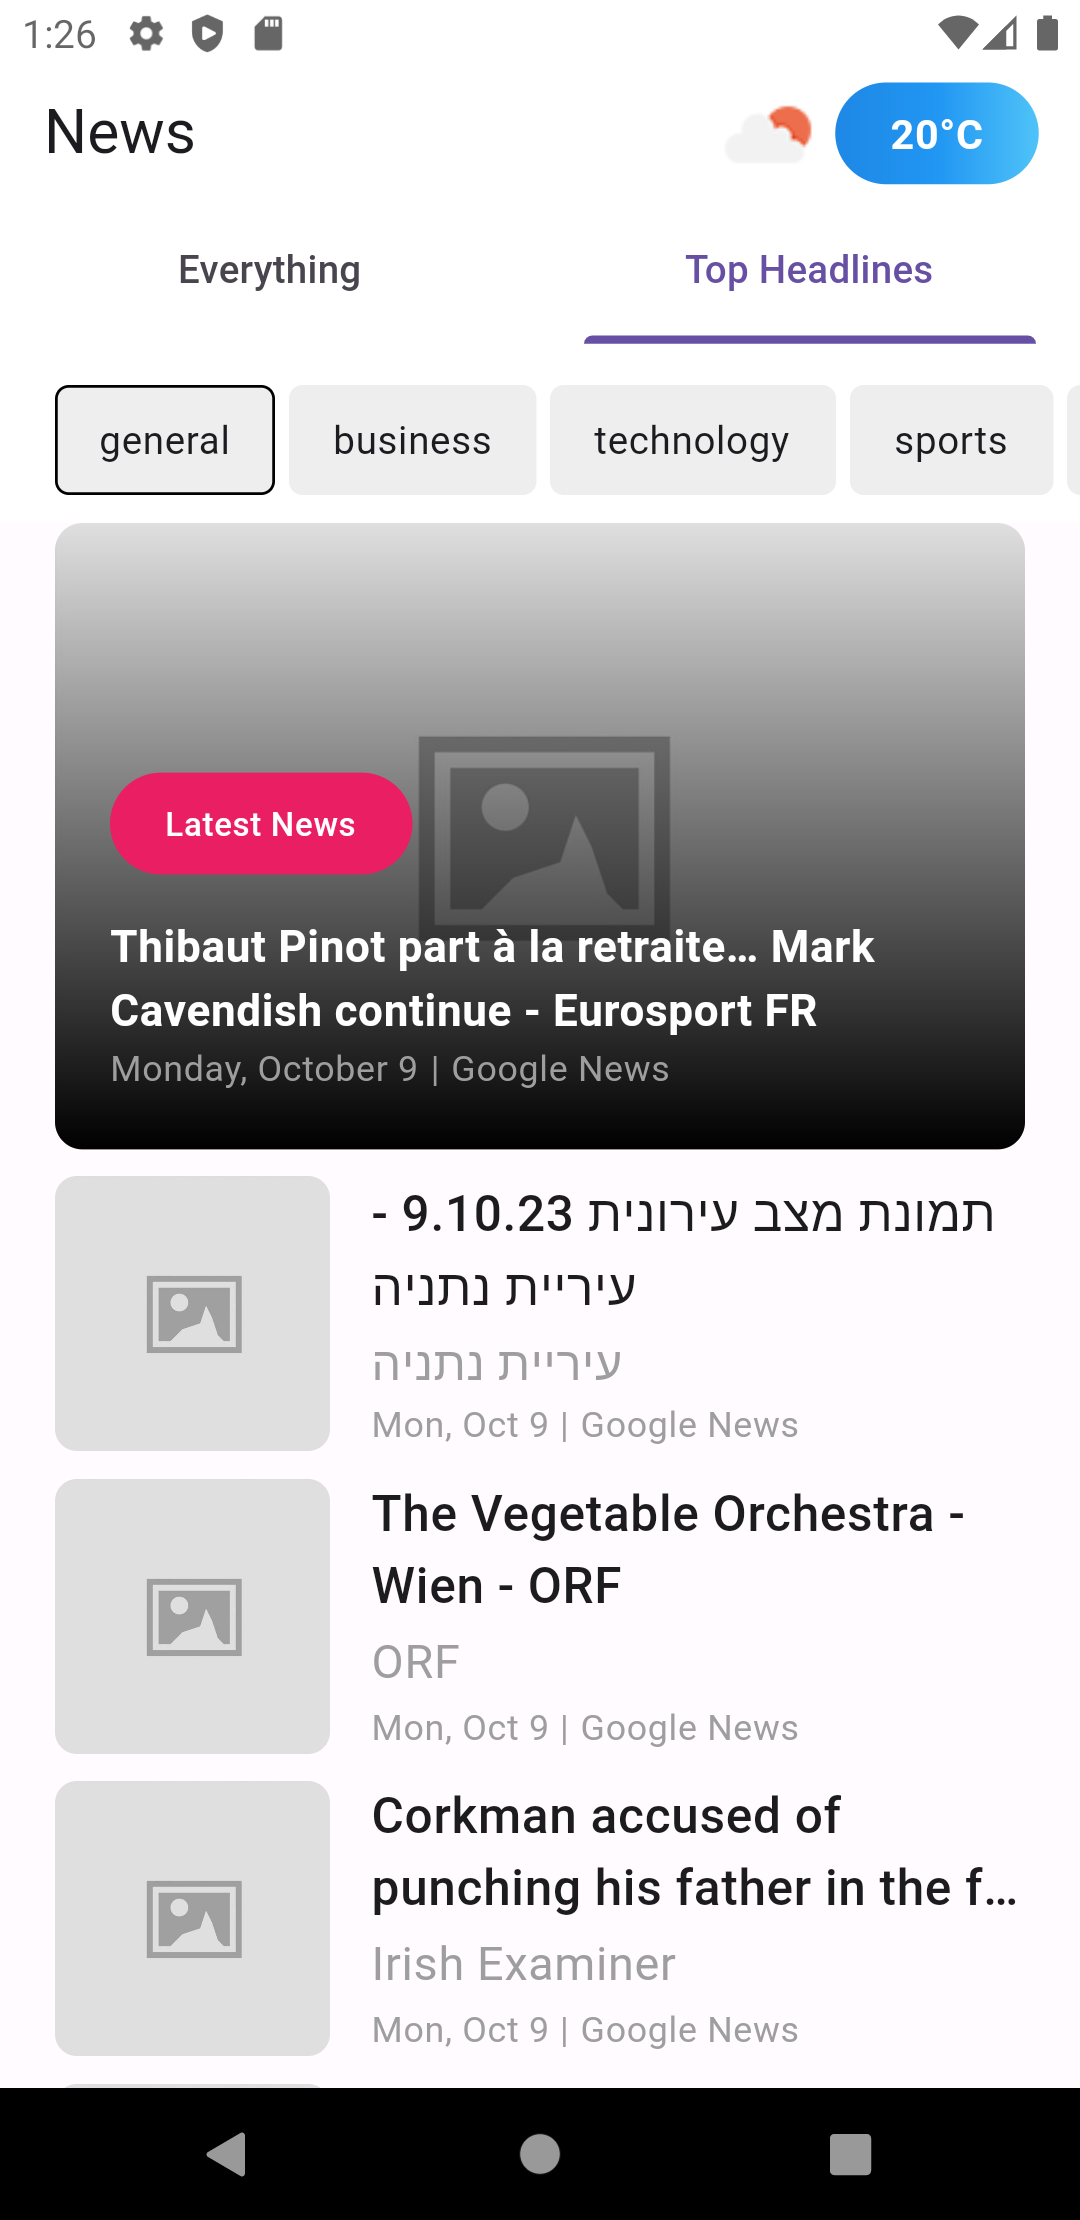 1:26
News
20°C
Everything
Top Headlines
general
business
technology
sports
Latest News
Thibaut Pinot part à la retraite… Mark
Cavendish continue - Eurosport FR
Monday, October 9 | Google News
תמונת מצב עירונית 9.10.23 -
עיריית נתניה
עיריית נתניה
Mon, Oct 9 | Google News
The Vegetable Orchestra -
Wien - ORF
ORF
Mon, Oct 9 | Google News
Corkman accused of
punching his father in the f…
Irish Examiner
Mon, Oct 9 | Google News